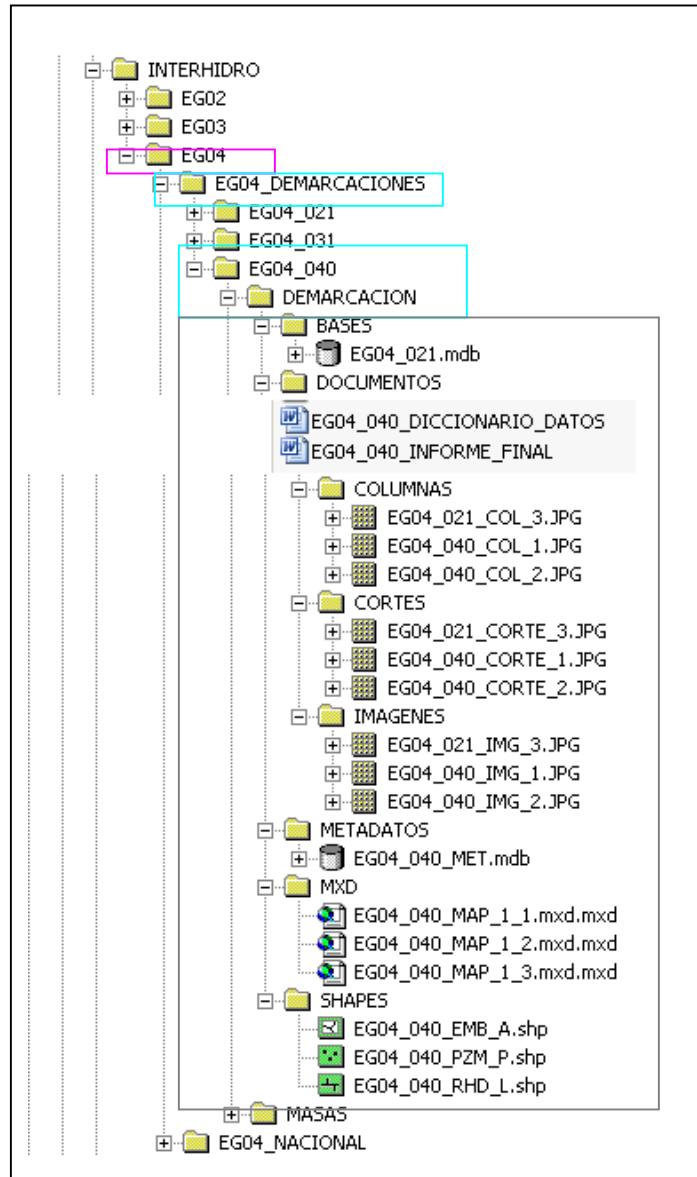 INTERHIDRO
EG02
EG03
EG04
EG04_DEMARCACIONES
EG04_021
EG04_031
EG04_040
DEMARCACION
BASES
EG04_021.mdb
DOCUMENTOS
EG04_040_DICCIONARIO_DATOS
EG04_040_INFORME_FINAL
COLUMNAS
EG04_021_COL_3.JPG
EG04_040_COL_1.JPG
EG04_040_COL_2.JPG
CORTES
EG04_021_CORTE_3.JPG
EG04_040_CORTE_1.JPG
EG04_040_CORTE_2.JPG
IMAGENES
EG04_021_IMG_3.JPG
EG04_040_IMG_1.JPG
EG04_040_IMG_2.JPG
METADATOS
EG04_040_MET.mdb
MXD
EG04_040_MAP_1_1.mxd.mxd
EG04_040_MAP_1_2.mxd.mxd
EG04_040_MAP_1_3.mxd.mxd
SHAPES
EG04_040_EMB_A.shp
EG04_040_PZM_P.shp
EG04_040_RHD_L.shp
MASAS
EG04_NACIONAL